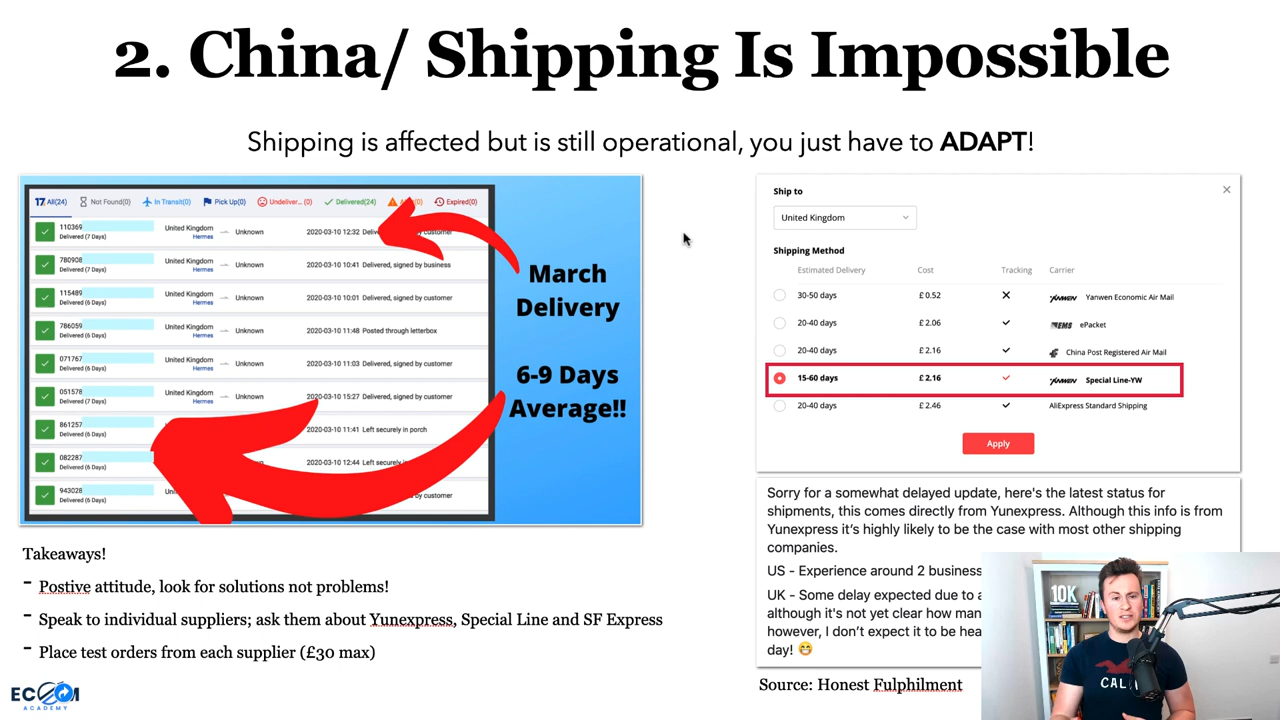 2. China/ Shipping Is Impossible
Shipping is affected but is still operational, you just have to ADAPT!
17 All(24) Not Found(0) In Transit(0) Pick Up(0) Undeliver... (0) Delivered(24) (0) Expired(0)
110369 United Kingdom Unknown 2020-03-10 12:32 by customer
Delivered (7 Days) Hermes
780908 United Kingdom Unknown 2020-03-10 10:41 Delivered, signed by business
Delivered (7 Days) Hermes
115489 United Kingdom Unknown 2020-03-10 10:01 Delivered, signed by customer
Delivered (6 Days) Hermes
786059 United Kingdom Unknown 2020-03-10 11:48 Posted through letterbox
Delivered (6 Days) Hermes
071767 United Kingdom Unknown 2020-03-10 11:03 Delivered, signed by customer
Delivered (6 Days) Hermes
051578 United Kingdom Unknown 2020-03-10 15:27 Delivered, signed by customer
Delivered (7 Days) Hermes
861257 2020-03-10 11:41 Left securely in porch
Delivered (6 Days)
082287 2020-03-10 12:44 Left securely
Delivered (6 Days)
943028 by customer
Delivered (6 Days)
March
Delivery
6-9 Days
Average!!
Ship to
United Kingdom
Shipping Method
Estimated Delivery Cost Tracking Carrier
30-50 days £ 0.52 YANWEN Yanwen Economic Air Mail
20-40 days £ 2.06 EMS ePacket
20-40 days £ 2.16 China Post Registered Air Mail
15-60 days £ 2.16 YANWEN Special Line-YW
20-40 days £ 2.46 AliExpress Standard Shipping
Apply
Sorry for a somewhat delayed update, here's the latest status for
shipments, this comes directly from Yunexpress. Although this info is from
Yunexpress it's highly likely to be the case with most other shipping
companies.
US - Experience around 2 business
UK - Some delay expected due to
although it's not yet clear how
however, I don't expect it to be
day! 😁
Source: Honest Fulphilment
Takeaways!
- Postive attitude, look for solutions not problems!
- Speak to individual suppliers; ask them about Yunexpress, Special Line and SF Express
- Place test orders from each supplier (£30 max)
ECOM
ACADEMY
10K